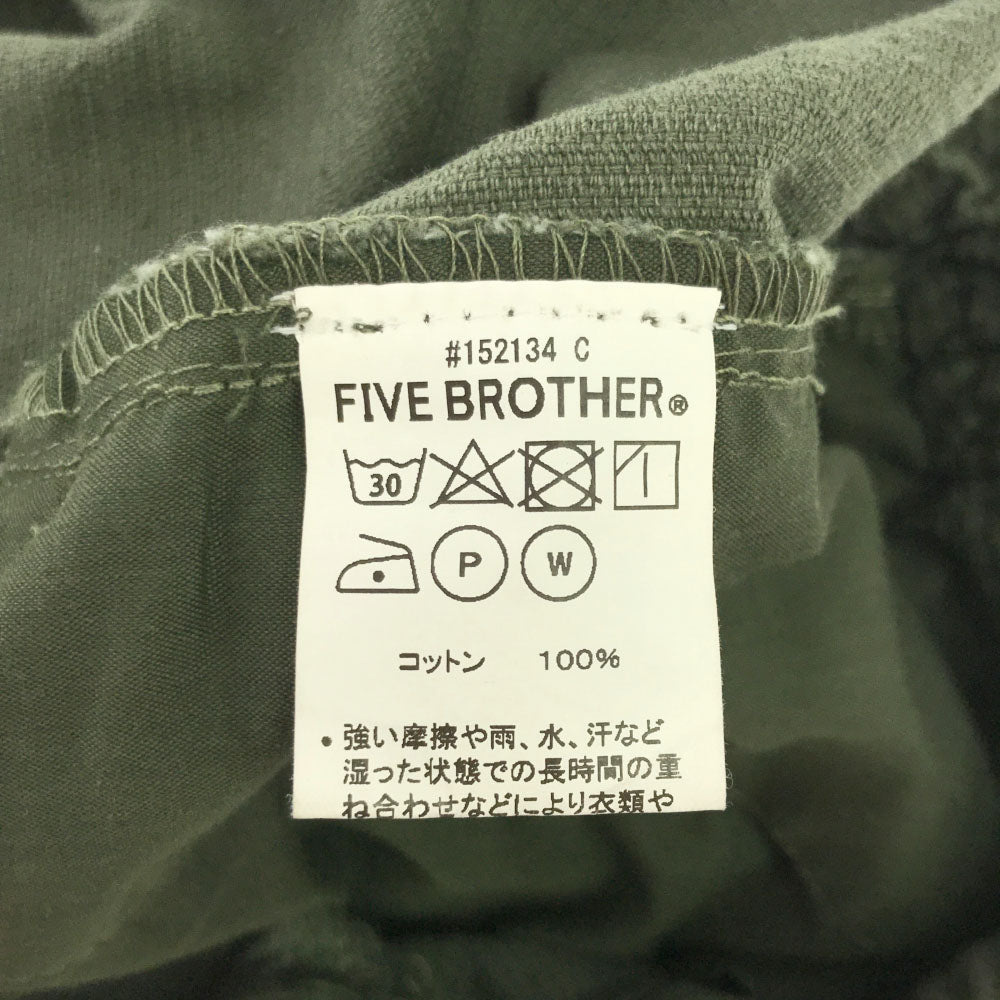 #152134 C
FIVE BROTHER®
30
P W
コットン 100%
• 強い摩擦や雨、水、汗など
湿った状態での長時間の重
ね合わせなどにより衣類や